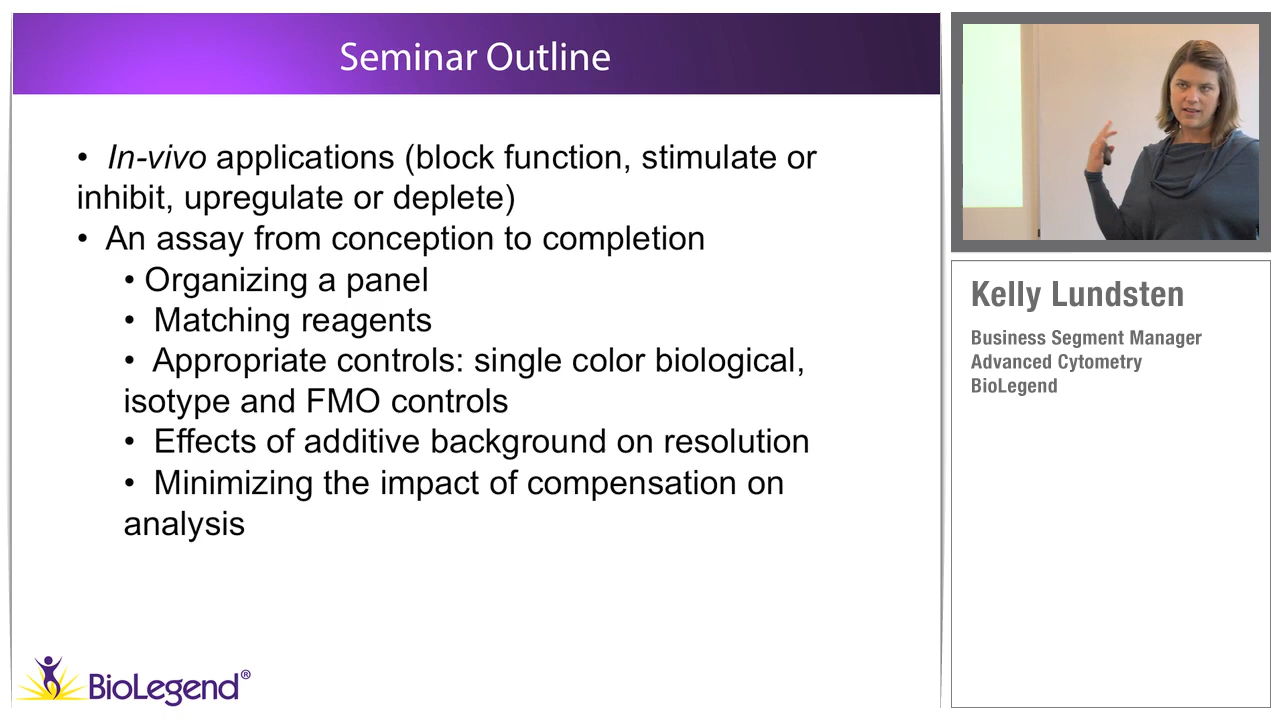 Seminar Outline
• In-vivo applications (block function, stimulate or
inhibit, upregulate or deplete)
• An assay from conception to completion
• Organizing a panel
• Matching reagents
• Appropriate controls: single color biological,
isotype and FMO controls
• Effects of additive background on resolution
• Minimizing the impact of compensation on
analysis
BioLegend®
Kelly Lundsten
Business Segment Manager
Advanced Cytometry
BioLegend